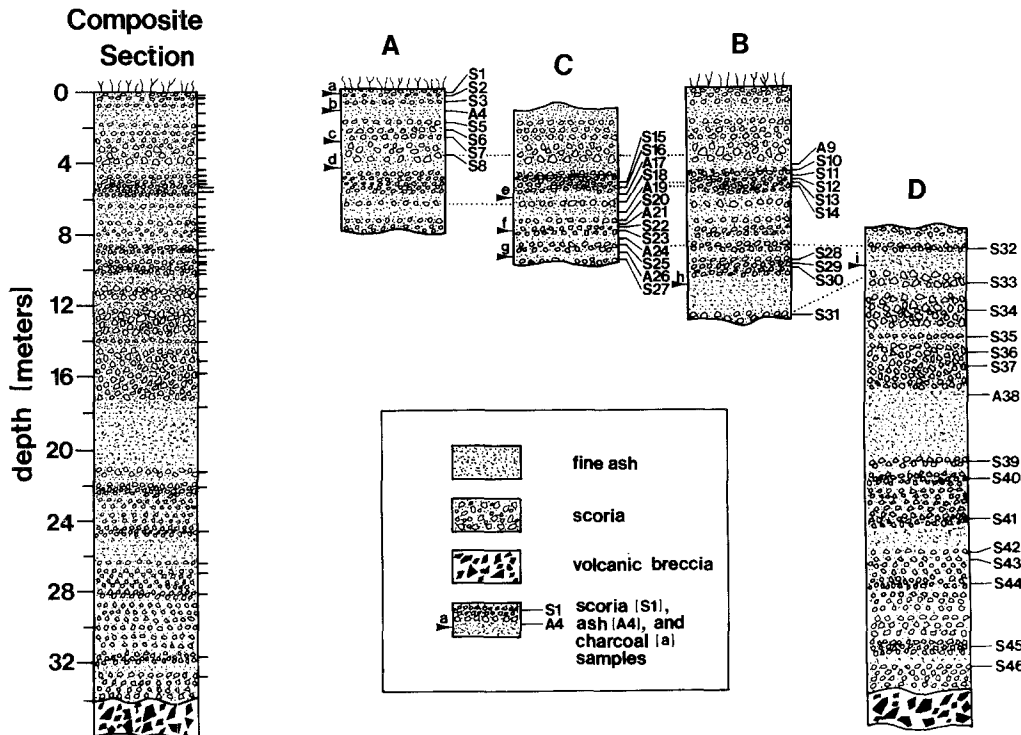 Composite
Section
depth (meters)
0
4
8
12
16
20
24
28
32
A
a
b
c
d
S1
S2
S3
A4
S5
S6
S7
S8
C
e
f
g
S15
S16
A17
S18
A19
S20
A21
S22
S23
A24
S25
A26
S27
B
h
A9
S10
S11
S12
S13
S14
S28
S29
S30
S31
D
i
S32
S33
S34
S35
S36
S37
A38
S39
S40
S41
S42
S43
S44
S45
S46
fine ash
scoria
volcanic breccia
a
S1
A4
scoria (S1),
ash (A4), and
charcoal (a)
samples